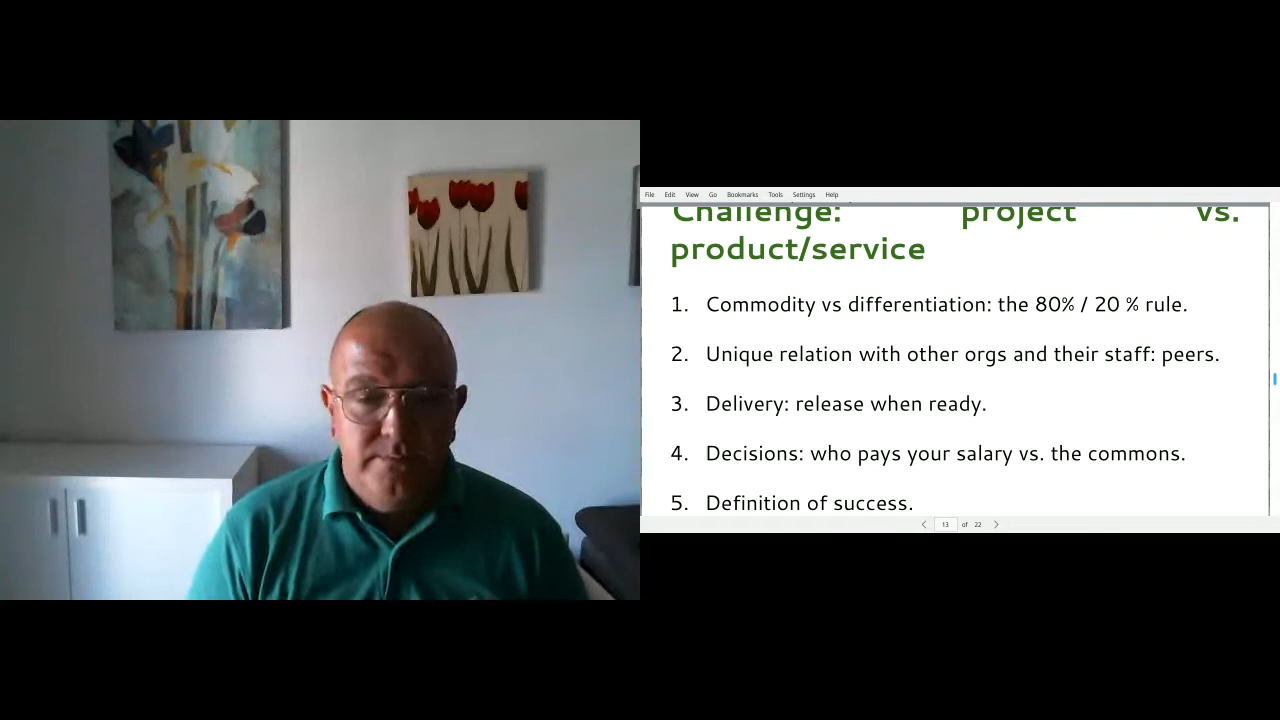 File Edit View Go Bookmarks Tools Settings Help
Challenge: project vs.
product/service
1. Commodity vs differentiation: the 80% / 20 % rule.
2. Unique relation with other orgs and their staff: peers.
3. Delivery: release when ready.
4. Decisions: who pays your salary vs. the commons.
5. Definition of success.
13 of 22